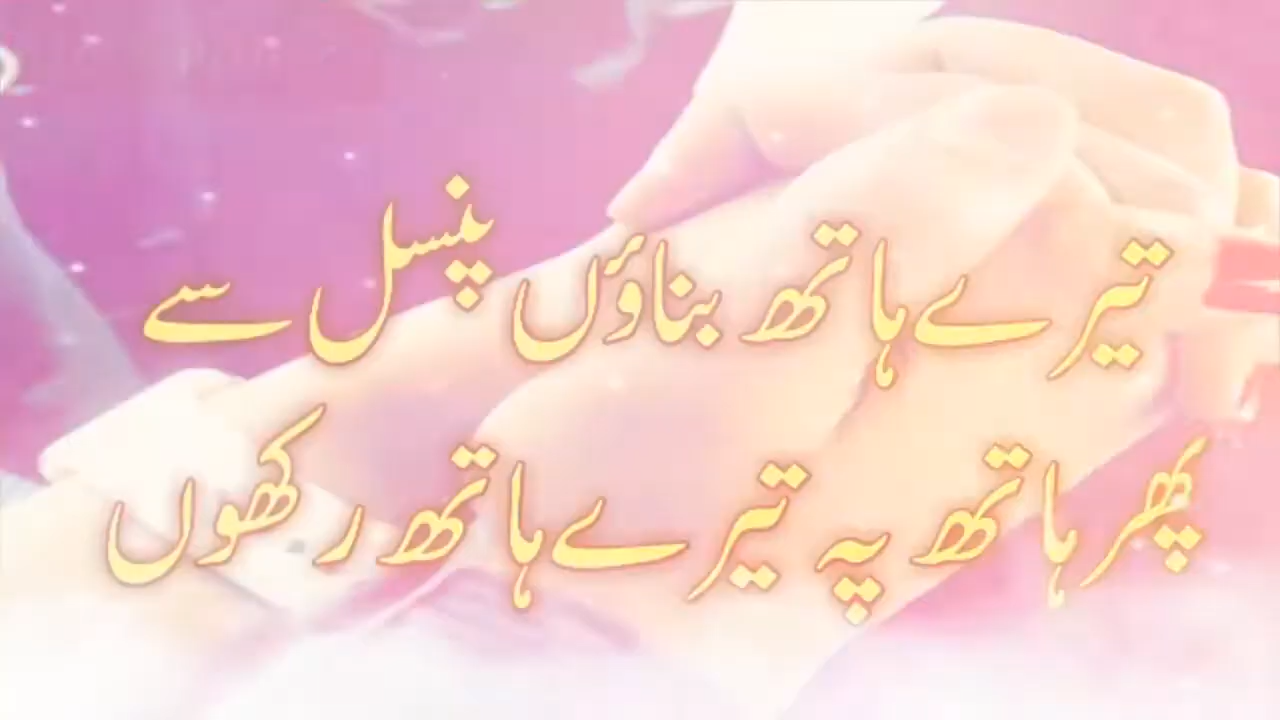 تیرے ہاتھ بناؤں پنسل سے
پھر ہاتھ پہ تیرے ہاتھ رکھوں